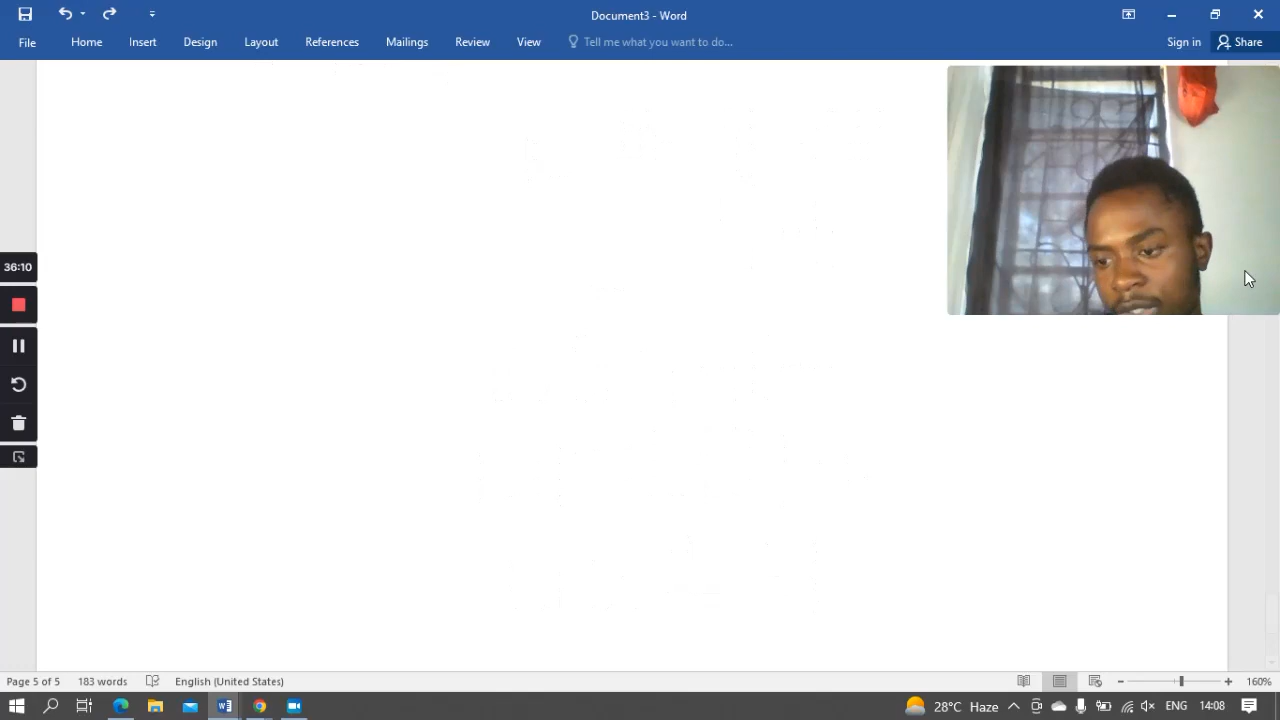 Document3 - Word
File Home Insert Design Layout References Mailings Review View Tell me what you want to do... Sign in Share
36:10
Page 5 of 5 183 words English (United States) 160%
28°C Haze ENG 14:08